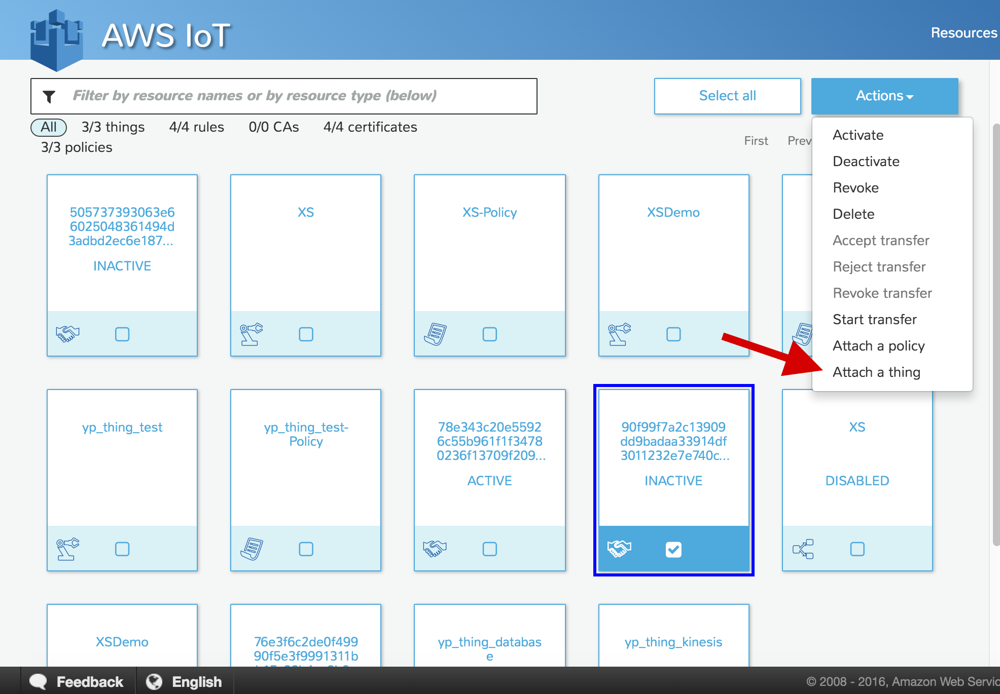 AWS IoT
Resources
Filter by resource names or by resource type (below)
Select all
Actions
All 3/3 things 4/4 rules 0/0 CAs 4/4 certificates
3/3 policies
First Prev
Activate
Deactivate
Revoke
Delete
Accept transfer
Reject transfer
Revoke transfer
Start transfer
Attach a policy
Attach a thing
505737393063e6
6025048361494d
3adbd2ec6e187...
INACTIVE
XS
XS-Policy
XSDemo
yp_thing_test
yp_thing_test-
Policy
78e343c20e5592
6c55b961f1f3478
0236f13709f209...
ACTIVE
90f99f7a2c13909
dd9badaa33914df
3011232e7e740c...
INACTIVE
XS
DISABLED
XSDemo
76e3f6c2de0f499
90f5e3f9991311b
yp_thing_databas
e
yp_thing_kinesis
Feedback
English
© 2008 - 2016, Amazon Web Servic